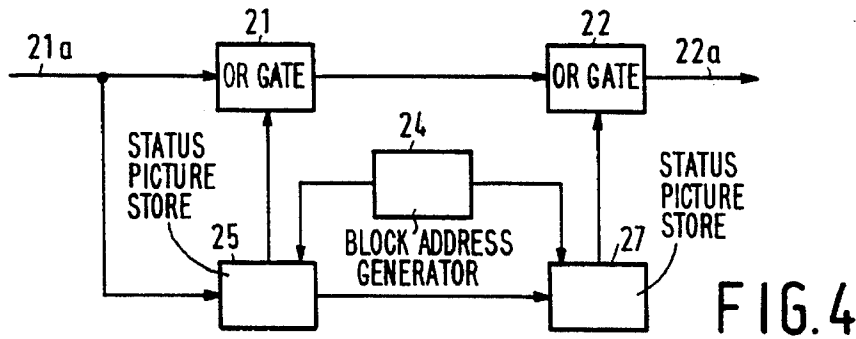 21a
21
OR GATE
22
OR GATE
22a
24
STATUS
PICTURE
STORE
25
BLOCK ADDRESS
GENERATOR
STATUS
PICTURE
STORE
27
FIG.4